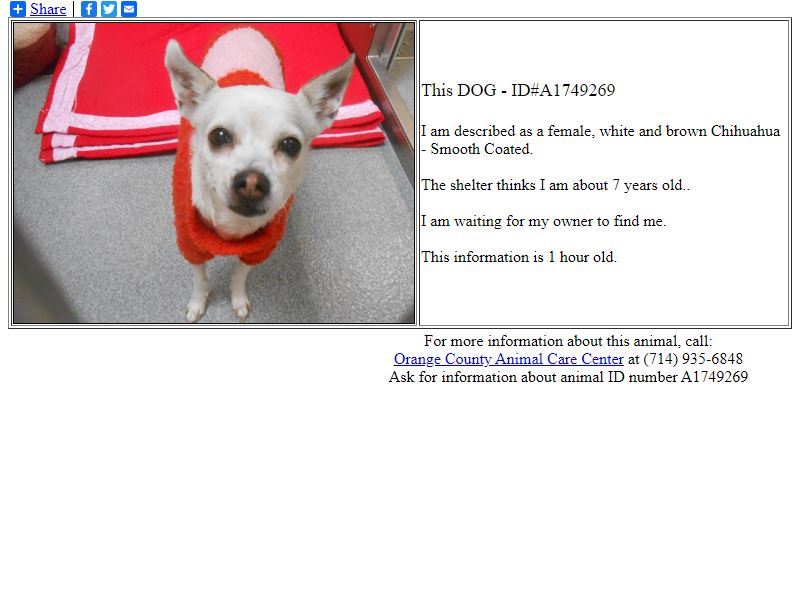 Share |
This DOG - ID#A1749269
I am described as a female, white and brown Chihuahua
- Smooth Coated.
The shelter thinks I am about 7 years old..
I am waiting for my owner to find me.
This information is 1 hour old.
For more information about this animal, call:
Orange County Animal Care Center at (714) 935-6848
Ask for information about animal ID number A1749269